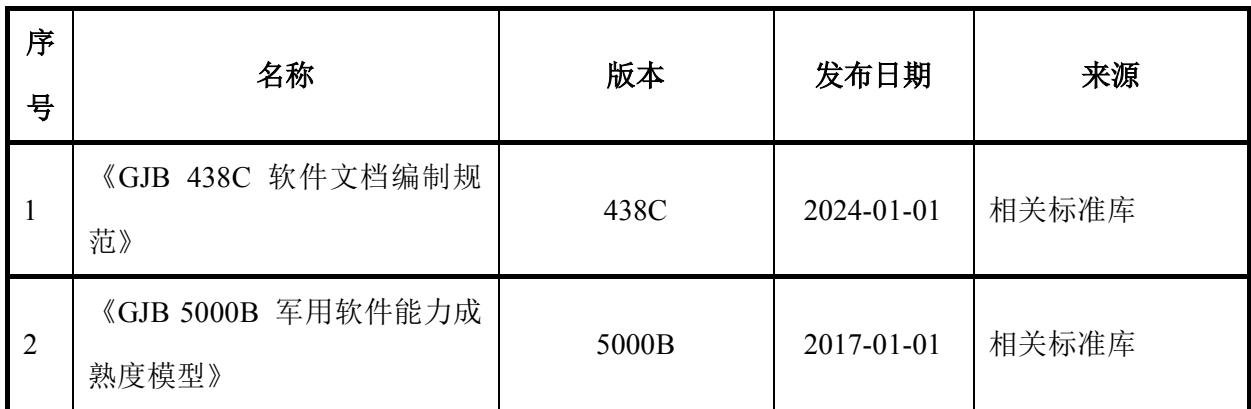 序
号
名称
版本
发布日期
来源
1
《GJB 438C 软件文档编制规
范》
438C
2024-01-01
相关标准库
2
《GJB 5000B 军用软件能力成
熟度模型》
5000B
2017-01-01
相关标准库